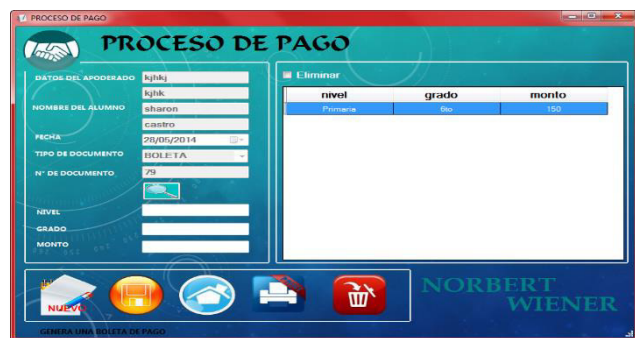 PROCESO DE PAGO
PROCESO DE PAGO
DATOS DEL APODERADO kjhkj
kjhk
NOMBRE DEL ALUMNO sharon
castro
FECHA 28/05/2014
TIPO DE DOCUMENTO BOLETA
N° DE DOCUMENTO 79
NIVEL
GRADO
MONTO
Eliminar
nivel grado monto
Primaria 6to 150
NUEVO
NORBERT
WIENER
GENERA UNA BOLETA DE PAGO